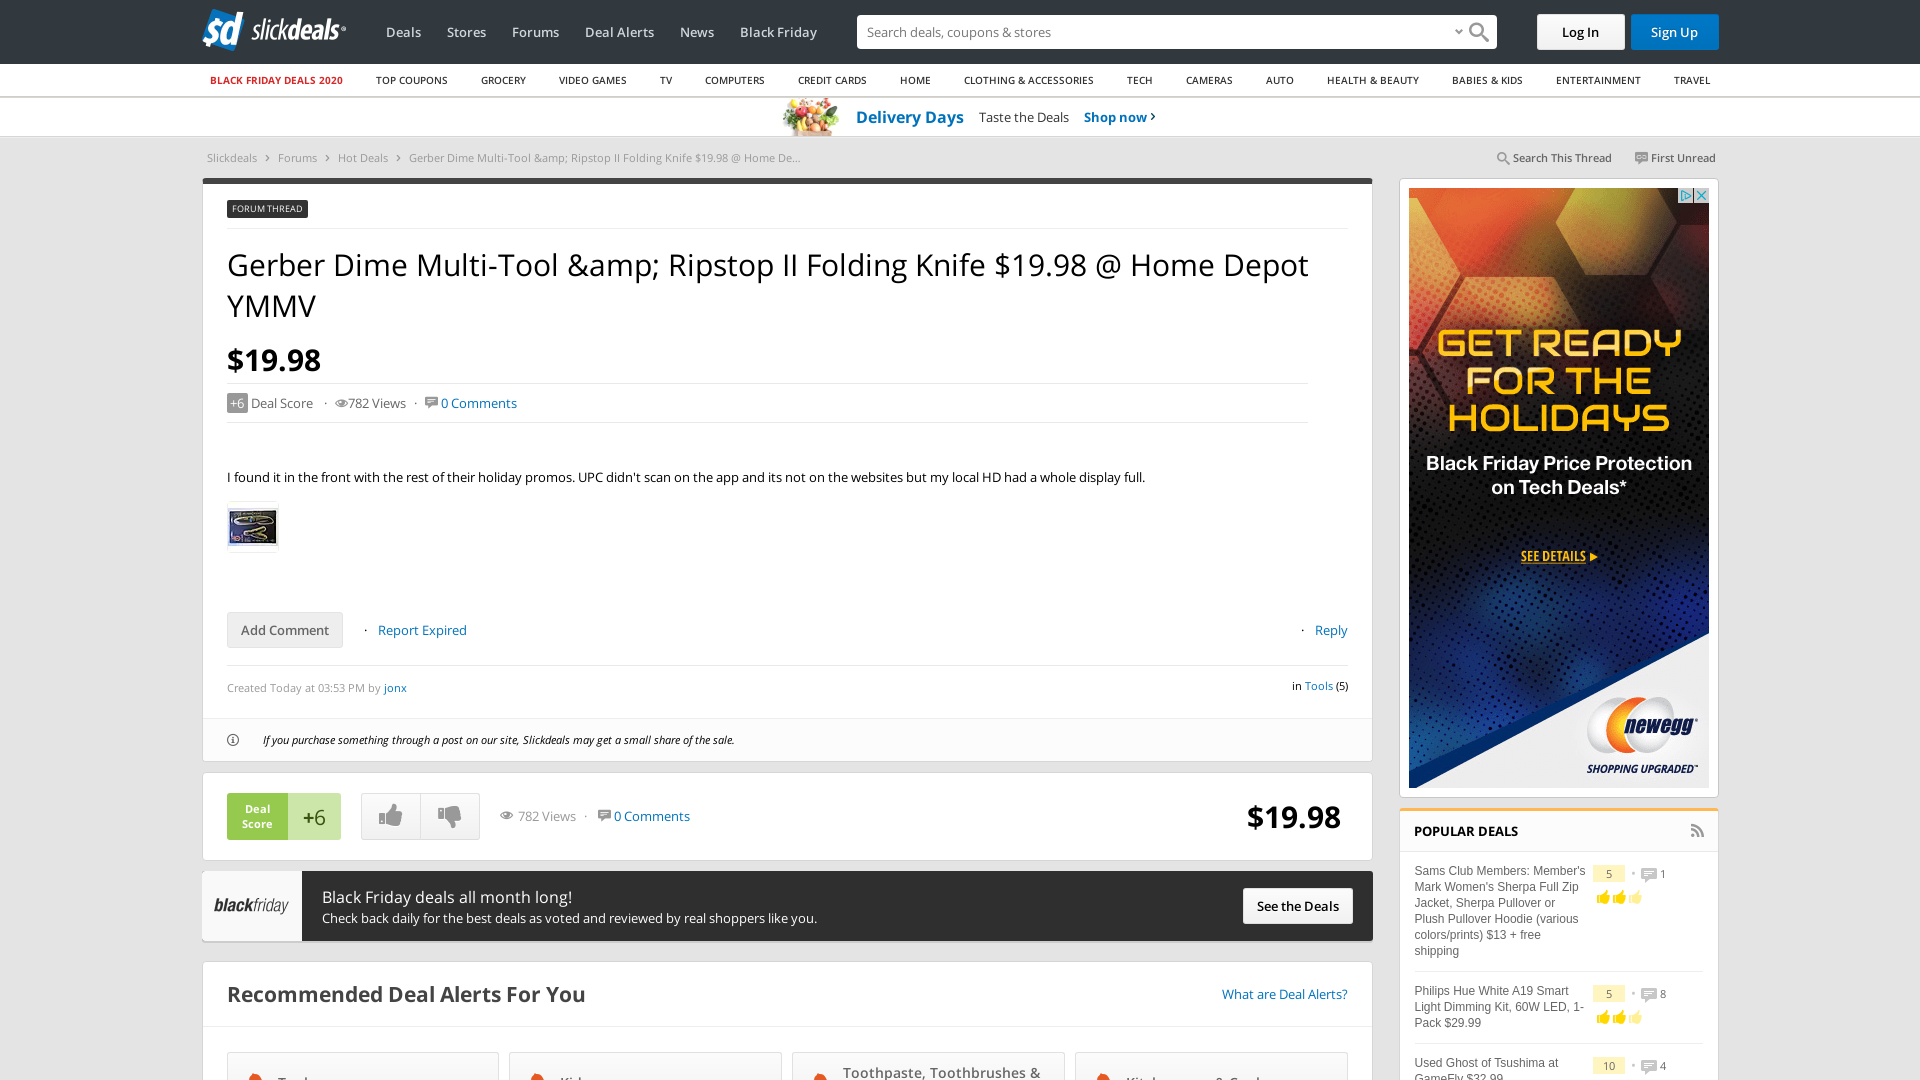 slickdeals
Deals
Stores
Forums
Deal Alerts
News
Black Friday
Search deals, coupons & stores
Log In
Sign Up
BLACK FRIDAY DEALS 2020
TOP COUPONS
GROCERY
VIDEO GAMES
TV
COMPUTERS
CREDIT CARDS
HOME
CLOTHING & ACCESSORIES
TECH
CAMERAS
AUTO
HEALTH & BEAUTY
BABIES & KIDS
ENTERTAINMENT
TRAVEL
Delivery Days Taste the Deals Shop now
Slickdeals > Forums > Hot Deals > Gerber Dime Multi-Tool &amp; Ripstop II Folding Knife $19.98 @ Home De...
Search This Thread
First Unread
FORUM THREAD
Gerber Dime Multi-Tool &amp; Ripstop II Folding Knife $19.98 @ Home Depot
YMMV
$19.98
+6 Deal Score · 782 Views · 0 Comments
I found it in the front with the rest of their holiday promos. UPC didn't scan on the app and its not on the websites but my local HD had a whole display full.
Add Comment · Report Expired
· Reply
Created Today at 03:53 PM by jonx
in Tools (5)
If you purchase something through a post on our site, Slickdeals may get a small share of the sale.
Deal
Score
+6
782 Views · 0 Comments
$19.98
blackfriday
Black Friday deals all month long!
Check back daily for the best deals as voted and reviewed by real shoppers like you.
See the Deals
Recommended Deal Alerts For You
What are Deal Alerts?
Toothpaste, Toothbrushes &
GET READY
FOR THE
HOLIDAYS
Black Friday Price Protection
on Tech Deals*
SEE DETAILS
newegg
SHOPPING UPGRADED™
POPULAR DEALS
Sams Club Members: Member's
Mark Women's Sherpa Full Zip
Jacket, Sherpa Pullover or
Plush Pullover Hoodie (various
colors/prints) $13 + free
shipping
5 • 1
Philips Hue White A19 Smart
Light Dimming Kit, 60W LED, 1-
Pack $29.99
5 • 8
Used Ghost of Tsushima at
GameFly $32.99
10 • 4